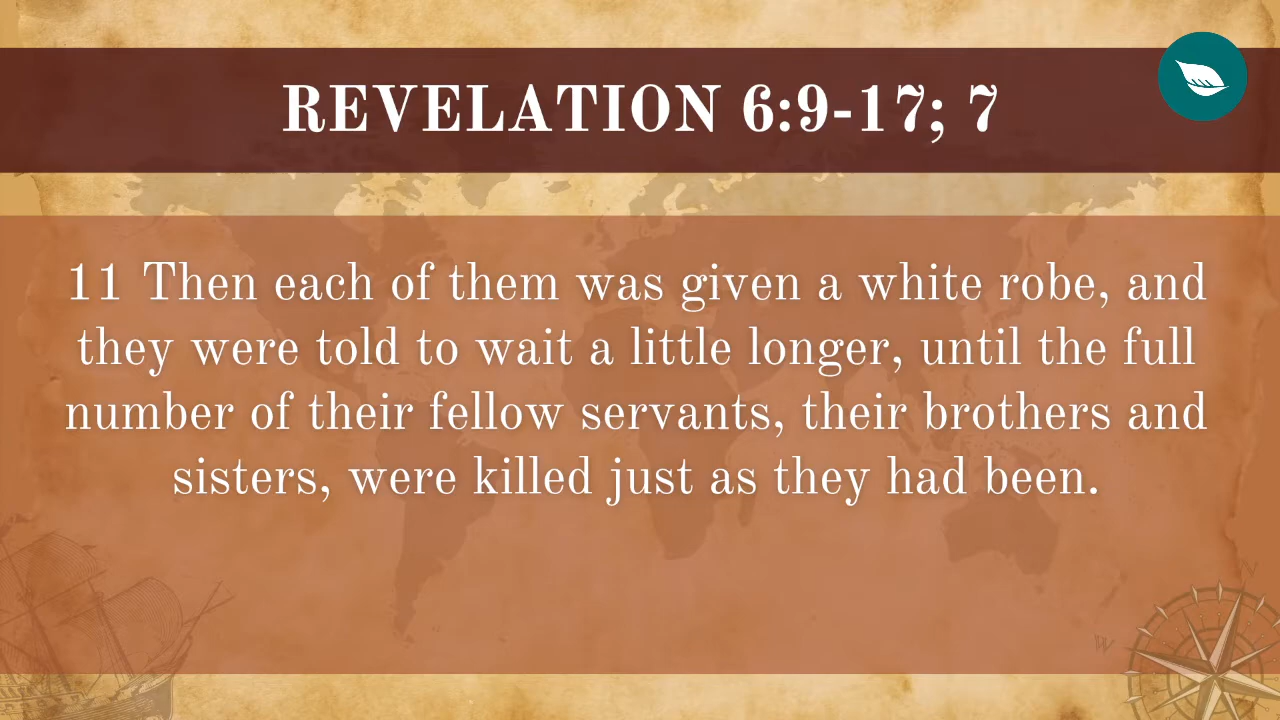 REVELATION 6:9-17; 7
11 Then each of them was given a white robe, and
they were told to wait a little longer, until the full
number of their fellow servants, their brothers and
sisters, were killed just as they had been.
W